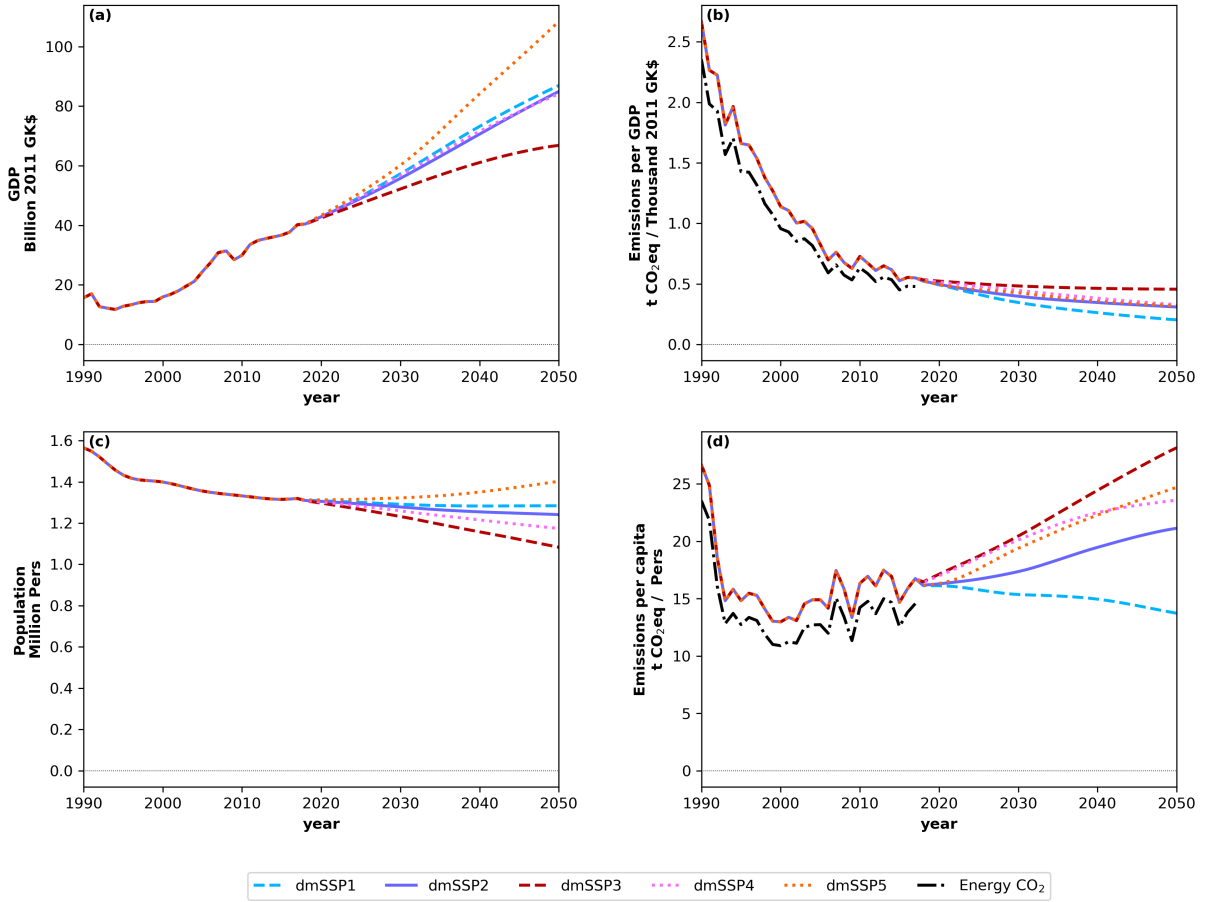 (a)
GDP
Billion 2011 GK$
100
80
60
40
20
0
1990 2000 2010 2020 2030 2040 2050
year
(b)
Emissions per GDP
t CO₂eq / Thousand 2011 GK$
2.5
2.0
1.5
1.0
0.5
0.0
1990 2000 2010 2020 2030 2040 2050
year
(c)
Population
Million Pers
1.6
1.4
1.2
1.0
0.8
0.6
0.4
0.2
0.0
1990 2000 2010 2020 2030 2040 2050
year
(d)
Emissions per capita
t CO₂eq / Pers
25
20
15
10
5
0
1990 2000 2010 2020 2030 2040 2050
year
dmSSP1 dmSSP2 dmSSP3 dmSSP4 dmSSP5 Energy CO₂